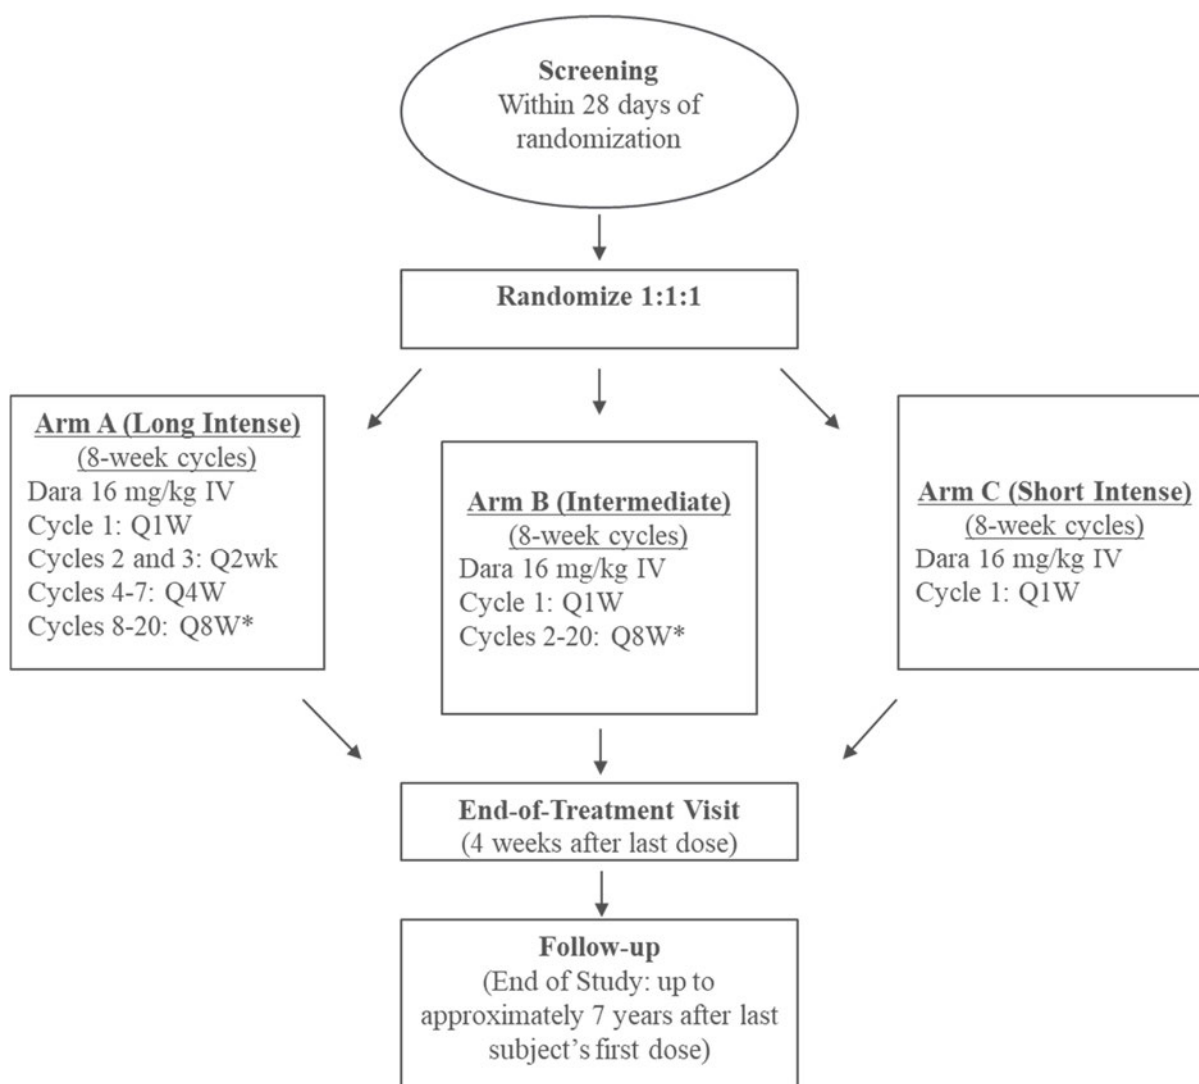 Screening
Within 28 days of
randomization
Randomize 1:1:1
Arm A (Long Intense)
(8-week cycles)
Dara 16 mg/kg IV
Cycle 1: Q1W
Cycles 2 and 3: Q2wk
Cycles 4-7: Q4W
Cycles 8-20: Q8W*
Arm B (Intermediate)
(8-week cycles)
Dara 16 mg/kg IV
Cycle 1: Q1W
Cycles 2-20: Q8W*
Arm C (Short Intense)
(8-week cycles)
Dara 16 mg/kg IV
Cycle 1: Q1W
End-of-Treatment Visit
(4 weeks after last dose)
Follow-up
(End of Study: up to
approximately 7 years after last
subject’s first dose)